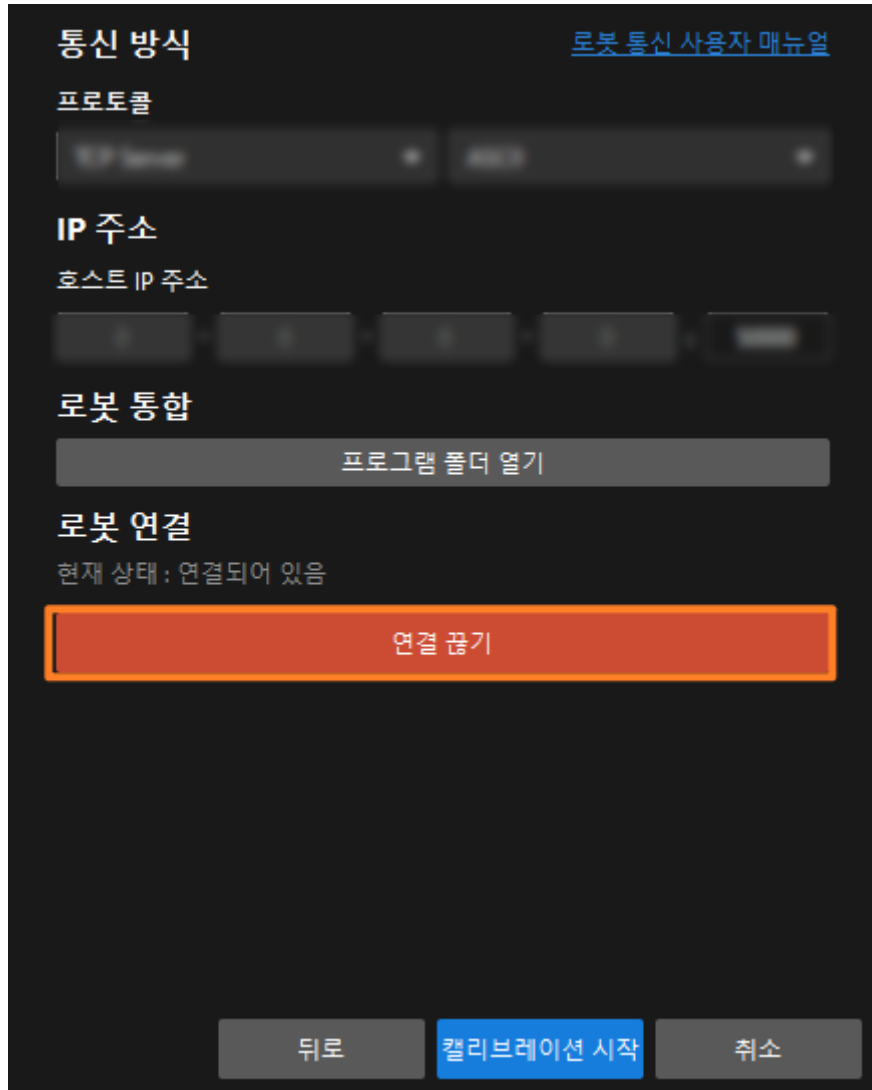 통신 방식
로봇 통신 사용자 매뉴얼
프로토콜
TCP Server
ASCII
IP 주소
호스트 IP 주소
로봇 통합
프로그램 폴더 열기
로봇 연결
현재 상태 : 연결되어 있음
연결 끊기
뒤로
캘리브레이션 시작
취소